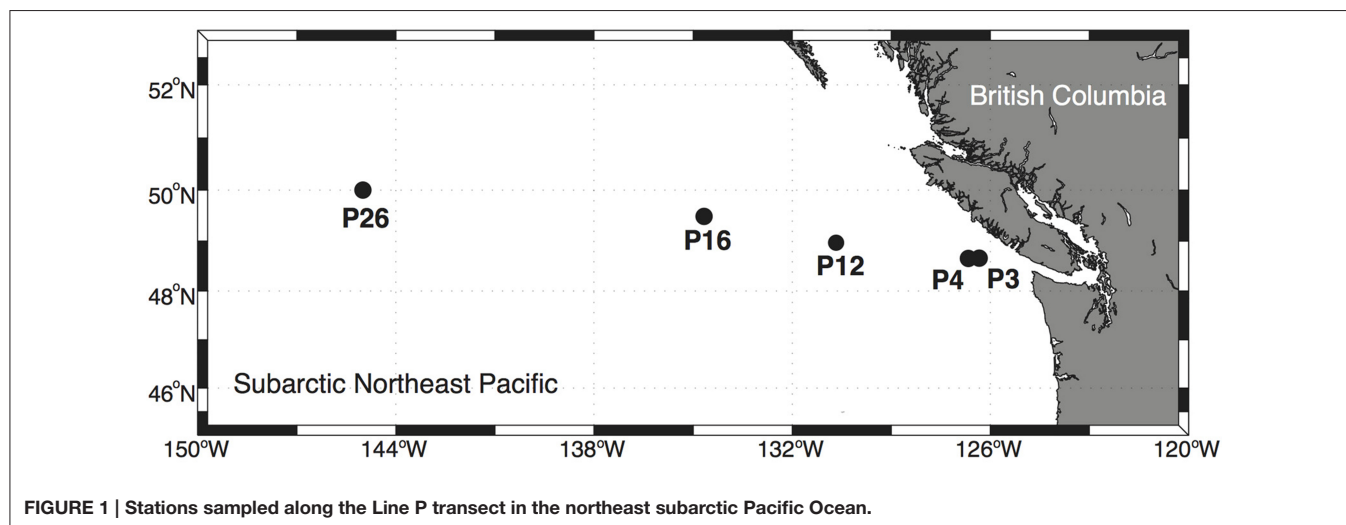 52°N
British Columbia
50°N
P26
P16
P12
P4
P3
48°N
46°N
Subarctic Northeast Pacific
150°W
144°W
138°W
132°W
126°W
120°W
FIGURE 1 | Stations sampled along the Line P transect in the northeast subarctic Pacific Ocean.